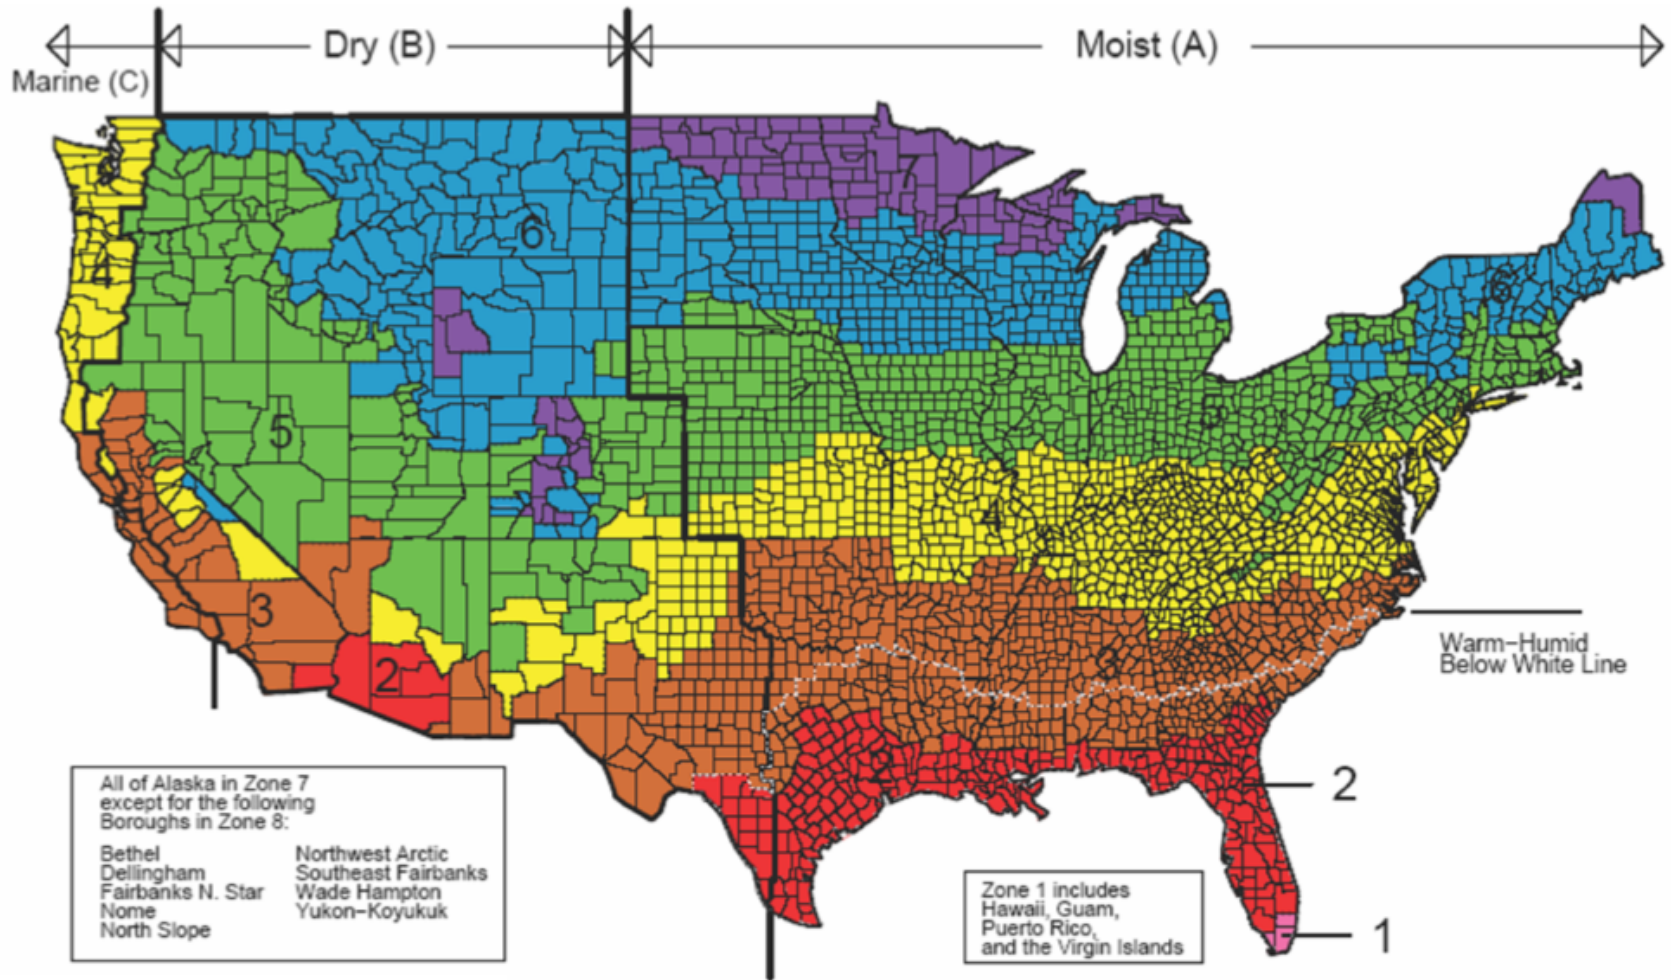 Marine (C)
Dry (B)
Moist (A)
7
6
6
6
4
5
5
4
3
3
2
2
Warm-Humid
Below White Line
2
1
All of Alaska in Zone 7
except for the following
Boroughs in Zone 8:
Bethel
Dellingham
Fairbanks N. Star
Nome
North Slope
Northwest Arctic
Southeast Fairbanks
Wade Hampton
Yukon-Koyukuk
Zone 1 includes
Hawaii, Guam,
Puerto Rico,
and the Virgin Islands